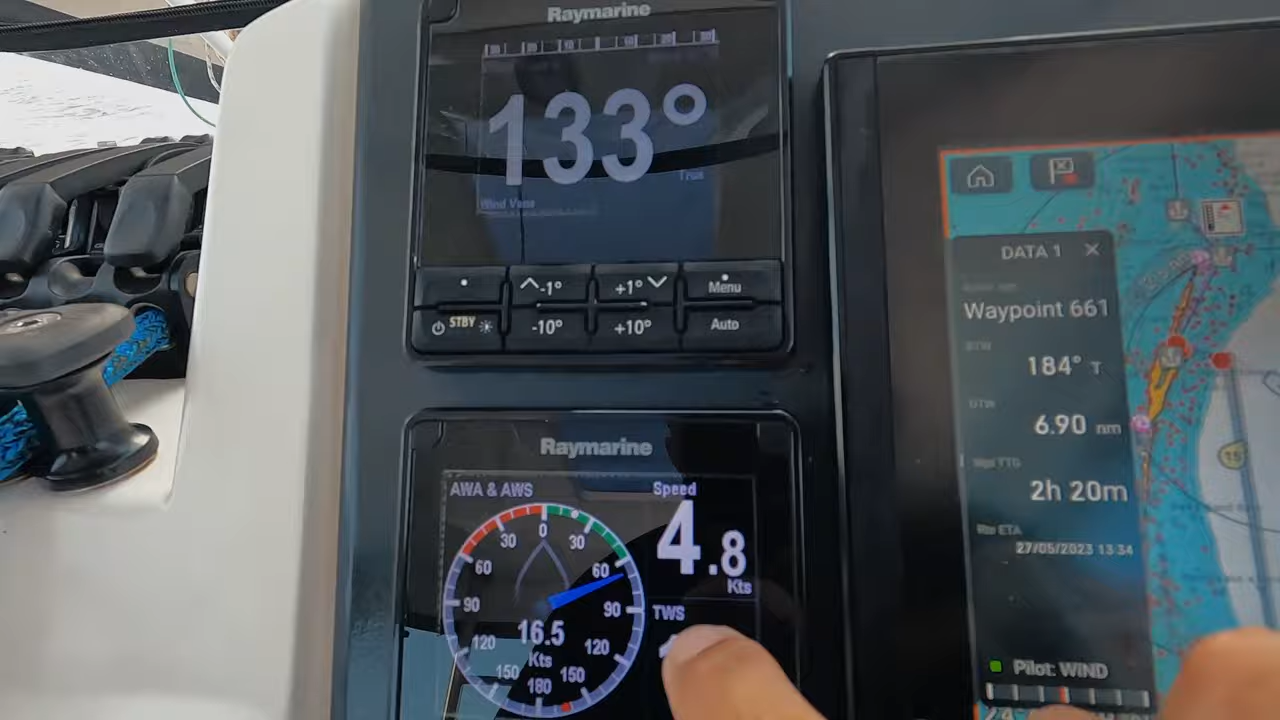 Raymarine
133°
True
Wind Vane
-1°
+1°
Menu
STBY
-10°
+10°
Auto
Raymarine
AWA & AWS
Speed
0
30
30
60
60
90
90
120
120
150
150
180
16.5
Kts
4.8
Kts
TWS
DATA 1
Waypoint 661
BTW
184° T
DTW
6.90 nm
Wpt TTG
2h 20m
Rte ETA
27/05/2023 13:34
Pilot: WIND
15